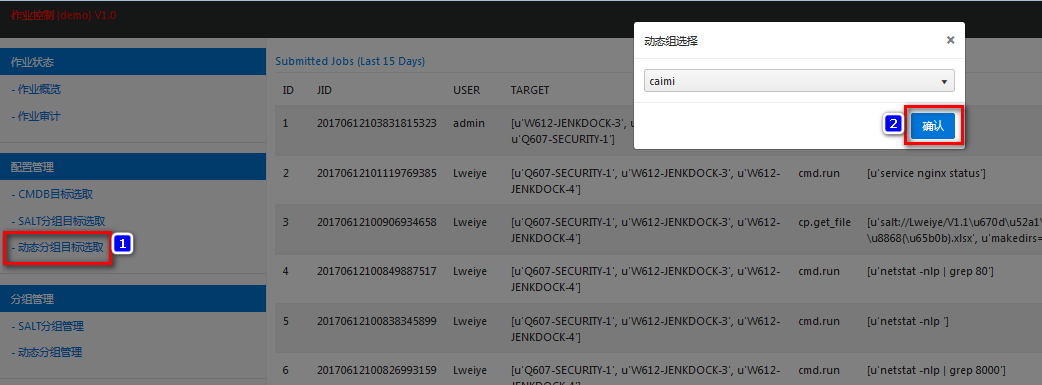 作业控制 (demo) V1.0
作业状态
- 作业概览
- 作业审计
配置管理
- CMDB目标选取
- SALT分组目标选取
- 动态分组目标选取
1
分组管理
- SALT分组管理
- 动态分组管理
动态组选择
×
caimi
2
确认
Submitted Jobs (Last 15 Days)
ID JID USER TARGET
1 20170612103831815323 admin [u'W612-JENKDOCK-3',
u'Q607-SECURITY-1']
2 20170612101119769385 Lweiye [u'Q607-SECURITY-1', u'W612-JENKDOCK-3', u'W612- cmd.run [u'service nginx status']
JENKDOCK-4']
3 20170612100906934658 Lweiye [u'Q607-SECURITY-1', u'W612-JENKDOCK-3', u'W612- cp.get_file [u'salt://Lweiye/V1.1\u670d\u52a1\
JENKDOCK-4'] \u8868(\u65b0b).xlsx', u'makedirs=
4 20170612100849887517 Lweiye [u'Q607-SECURITY-1', u'W612-JENKDOCK-3', u'W612- cmd.run [u'netstat -nlp | grep 80']
JENKDOCK-4']
5 20170612100838345899 Lweiye [u'Q607-SECURITY-1', u'W612-JENKDOCK-3', u'W612- cmd.run [u'netstat -nlp ']
JENKDOCK-4']
6 20170612100826993159 Lweiye [u'Q607-SECURITY-1', u'W612-JENKDOCK-3', u'W612- cmd.run [u'netstat -nlp | grep 8000']